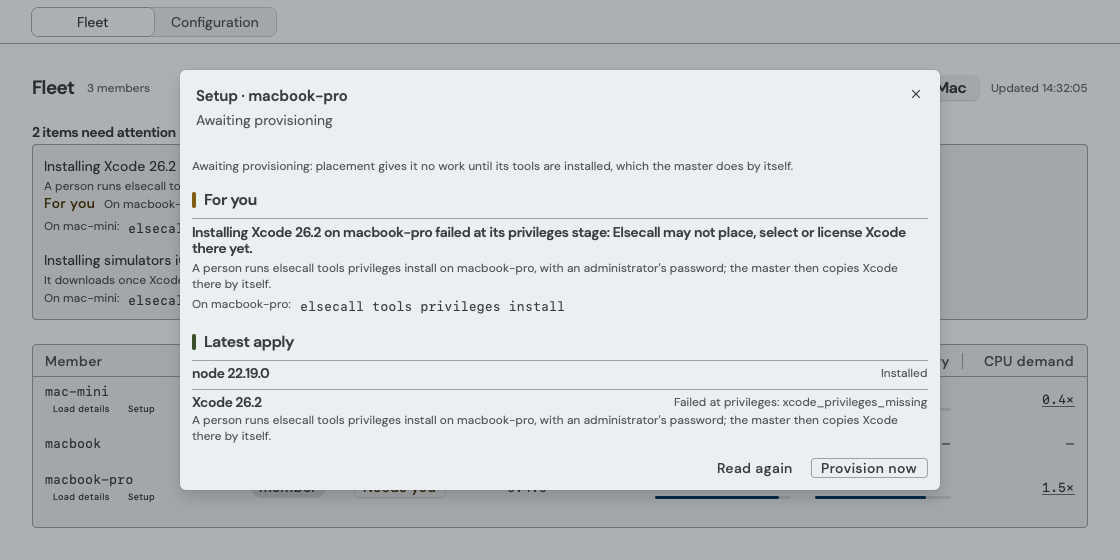 Fleet
Configuration
Fleet
3 members
Mac
Updated 14:32:05
2 items need attention
Setup · macbook-pro
Awaiting provisioning
Awaiting provisioning: placement gives it no work until its tools are installed, which the master does by itself.
For you
Installing Xcode 26.2 on macbook-pro failed at its privileges stage: Elsecall may not place, select or license Xcode
there yet.
A person runs elsecall tools privileges install on macbook-pro, with an administrator's password; the master then copies Xcode
there by itself.
On macbook-pro: elsecall tools privileges install
Latest apply
node 22.19.0
Installed
Xcode 26.2
Failed at privileges: xcode_privileges_missing
A person runs elsecall tools privileges install on macbook-pro, with an administrator's password; the master then copies Xcode
there by itself.
Read again
Provision now
Installing Xcode 26.2
A person runs elsecall to
For you On macbook-
On mac-mini: elseca
Installing simulators
It downloads once Xcode
On mac-mini: elseca
Member
CPU demand
mac-mini
Load details
Setup
0.4×
macbook
—
—
macbook-pro
Load details
Setup
1.5×